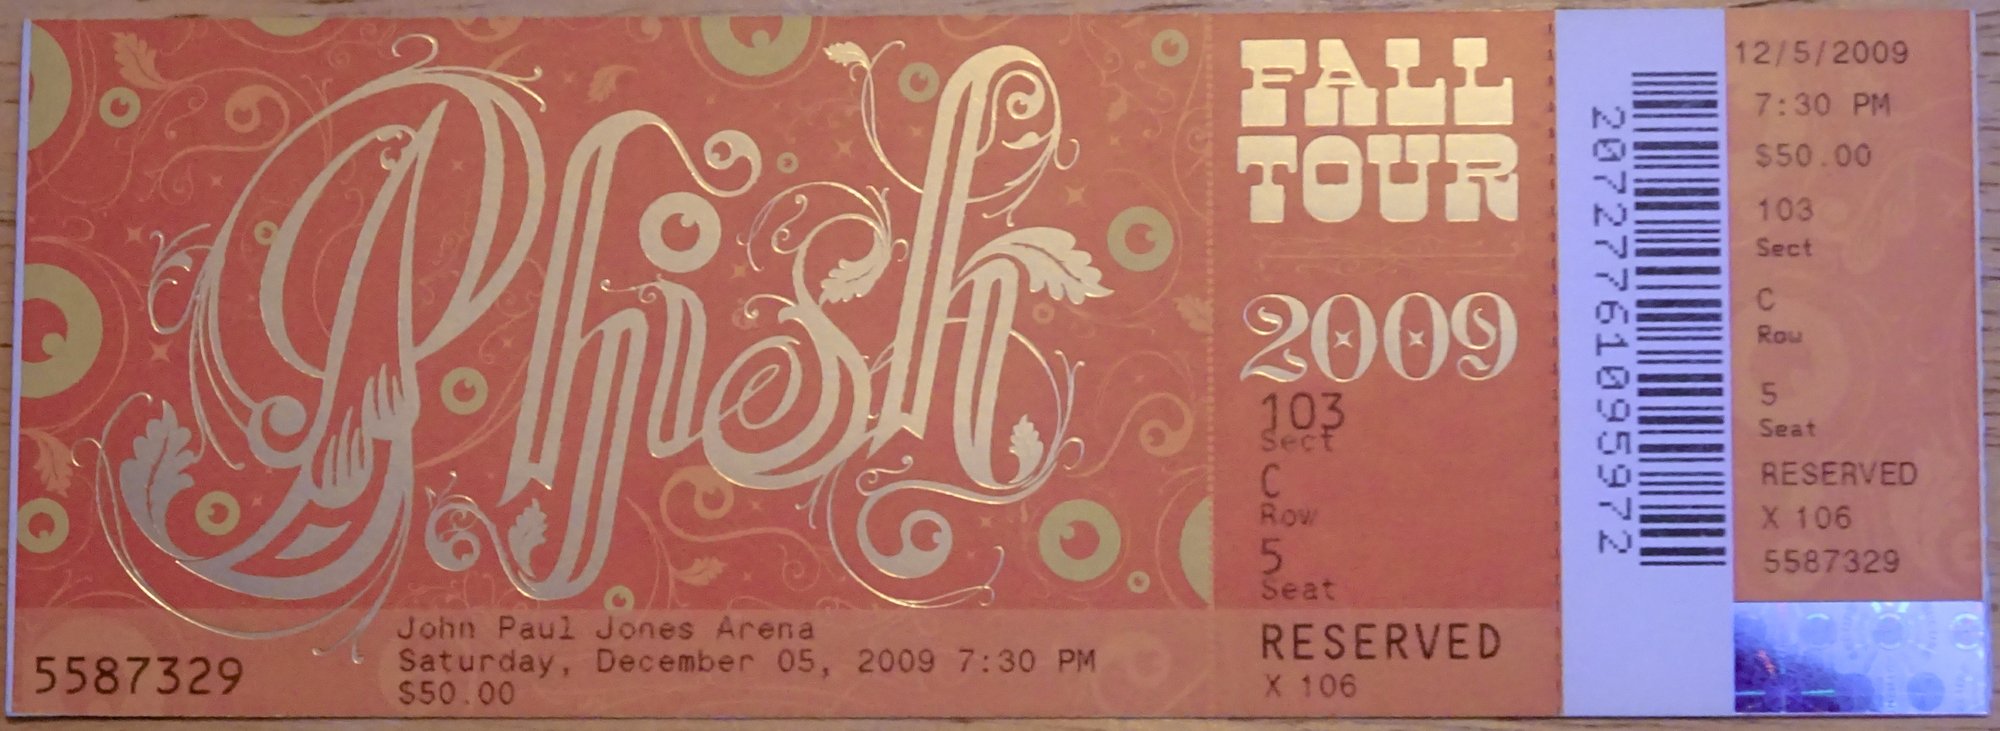 Phish
5587329
John Paul Jones Arena
Saturday, December 05, 2009 7:30 PM
$50.00
FALL
TOUR
2009
103
Sect
C
Row
5
Seat
RESERVED
X 106
20727761095972
12/5/2009
7:30 PM
$50.00
103
Sect
C
Row
5
Seat
RESERVED
X 106
5587329